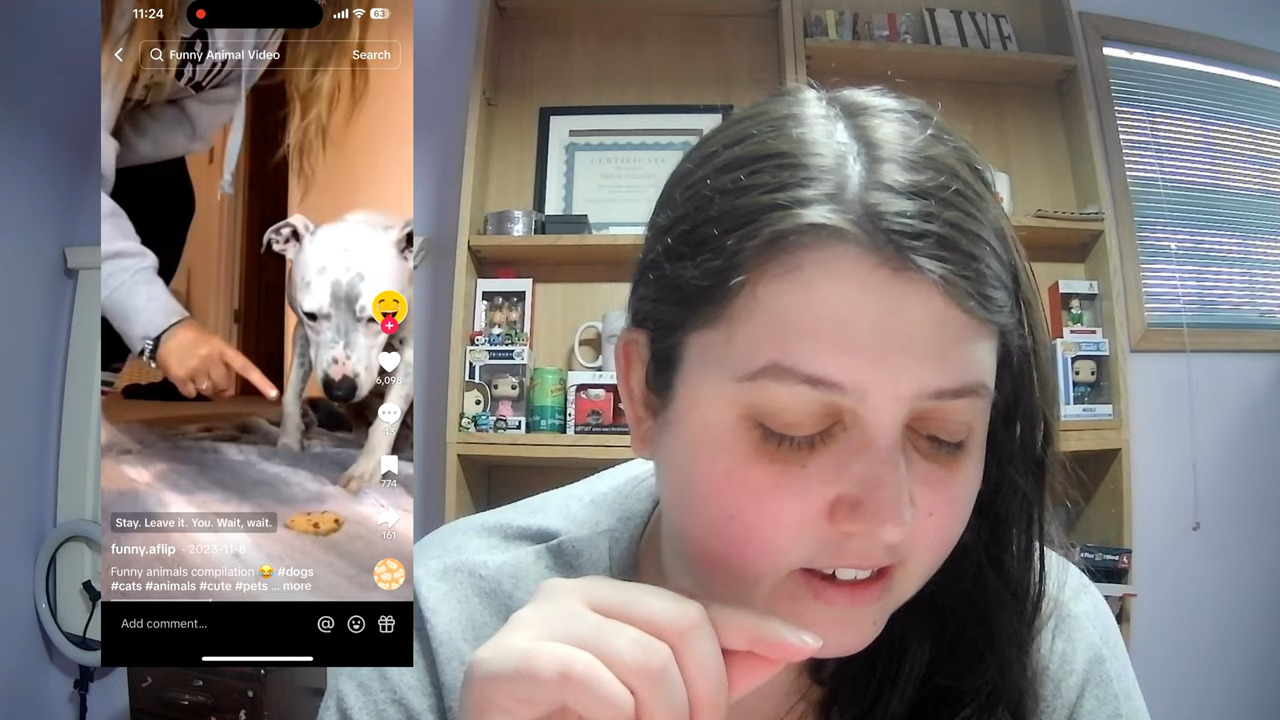 11:24
63
Funny Animal Video
Search
LIVE
CERTIFICATE
6,098
43
774
161
Stay. Leave it. You. Wait, wait.
funny.aflip · 2023-11-8
Funny animals compilation 😂 #dogs
#cats #animals #cute #pets ... more
Add comment...